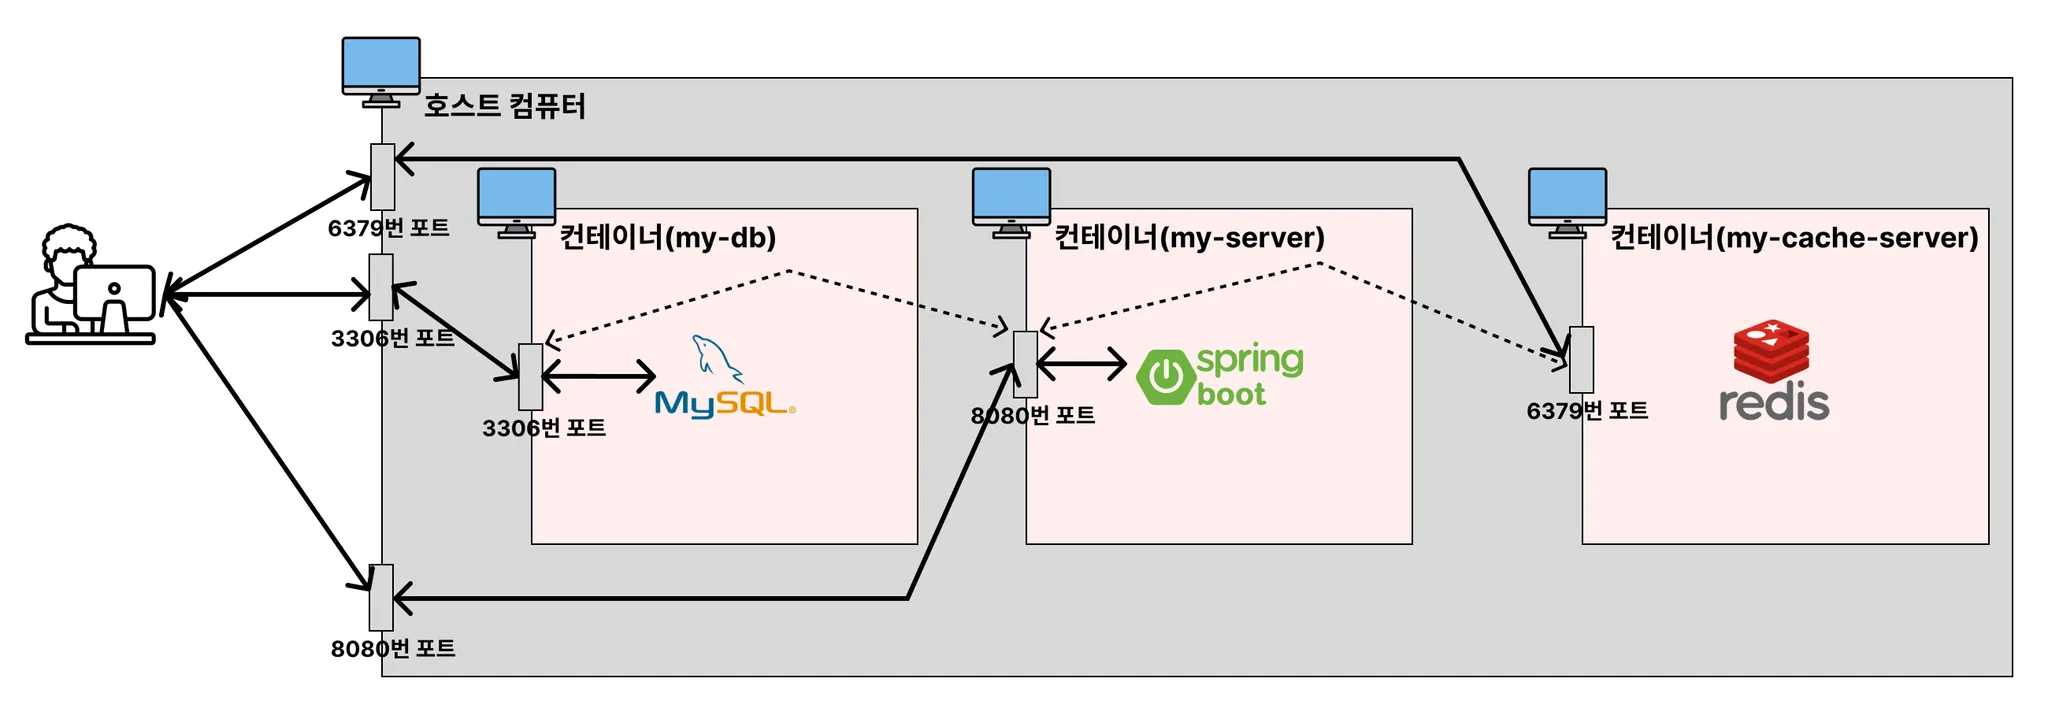 호스트 컴퓨터
6379번 포트
3306번 포트
8080번 포트
컨테이너(my-db)
3306번 포트
MySQL®
컨테이너(my-server)
8080번 포트
spring
boot
컨테이너(my-cache-server)
6379번 포트
redis